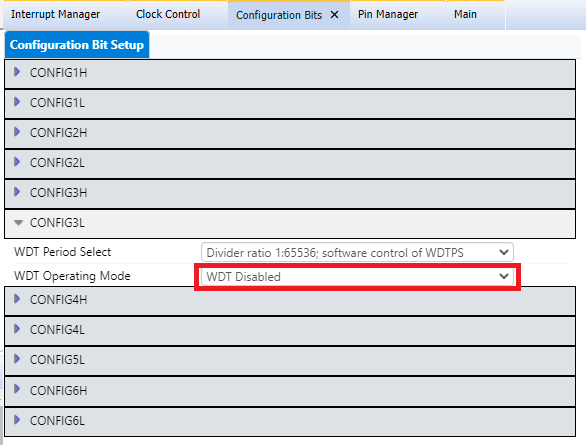 Interrupt Manager Clock Control Configuration Bits × Pin Manager Main
Configuration Bit Setup
CONFIG1H
CONFIG1L
CONFIG2H
CONFIG2L
CONFIG3H
CONFIG3L
WDT Period Select Divider ratio 1:65536; software control of WDTPS
WDT Operating Mode WDT Disabled
CONFIG4H
CONFIG4L
CONFIG5L
CONFIG6H
CONFIG6L